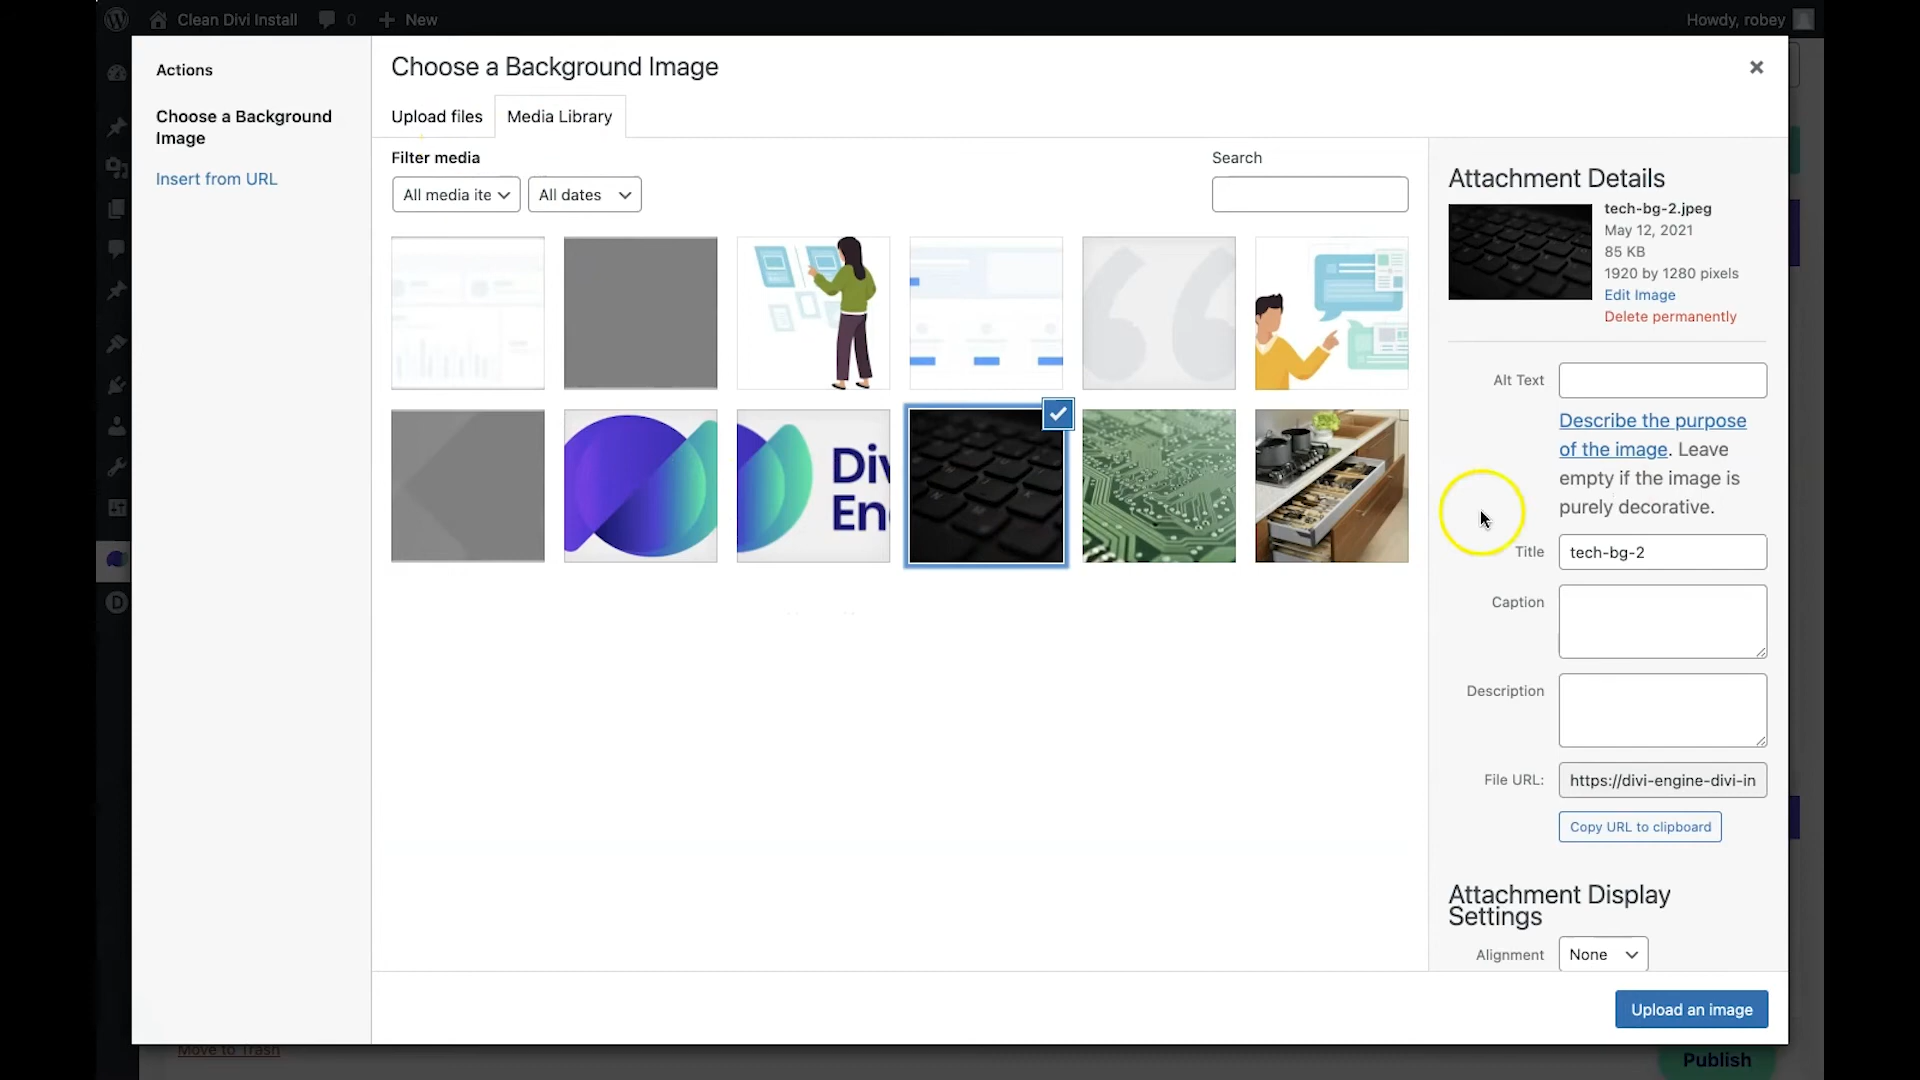 Clean Divi Install
0
New
Howdy, robey
Actions
Choose a Background
Image
Insert from URL
Choose a Background Image
Upload files
Media Library
Filter media
All media ite
All dates
Search
Div
En
Attachment Details
tech-bg-2.jpeg
May 12, 2021
85 KB
1920 by 1280 pixels
Edit Image
Delete permanently
Alt Text
Describe the purpose
of the image. Leave
empty if the image is
purely decorative.
Title
tech-bg-2
Caption
Description
File URL:
https://divi-engine-divi-in
Copy URL to clipboard
Attachment Display
Settings
Alignment
None
Upload an image
Move to Trash
Publish